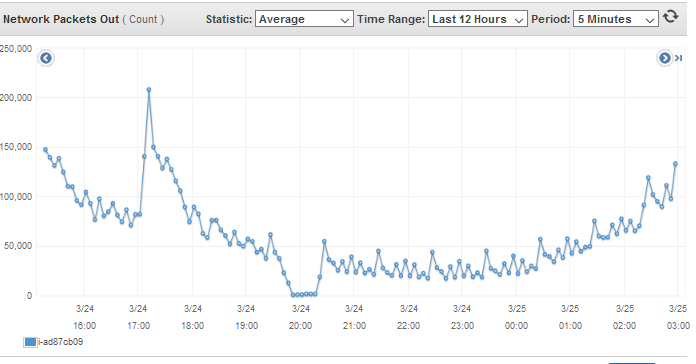 Network Packets Out ( Count ) Statistic: Average Time Range: Last 12 Hours Period: 5 Minutes
250,000
200,000
150,000
100,000
50,000
0
3/24 3/24 3/24 3/24 3/24 3/24 3/24 3/24 3/25 3/25 3/25 3/25
16:00 17:00 18:00 19:00 20:00 21:00 22:00 23:00 00:00 01:00 02:00 03:00
i-ad87cb09